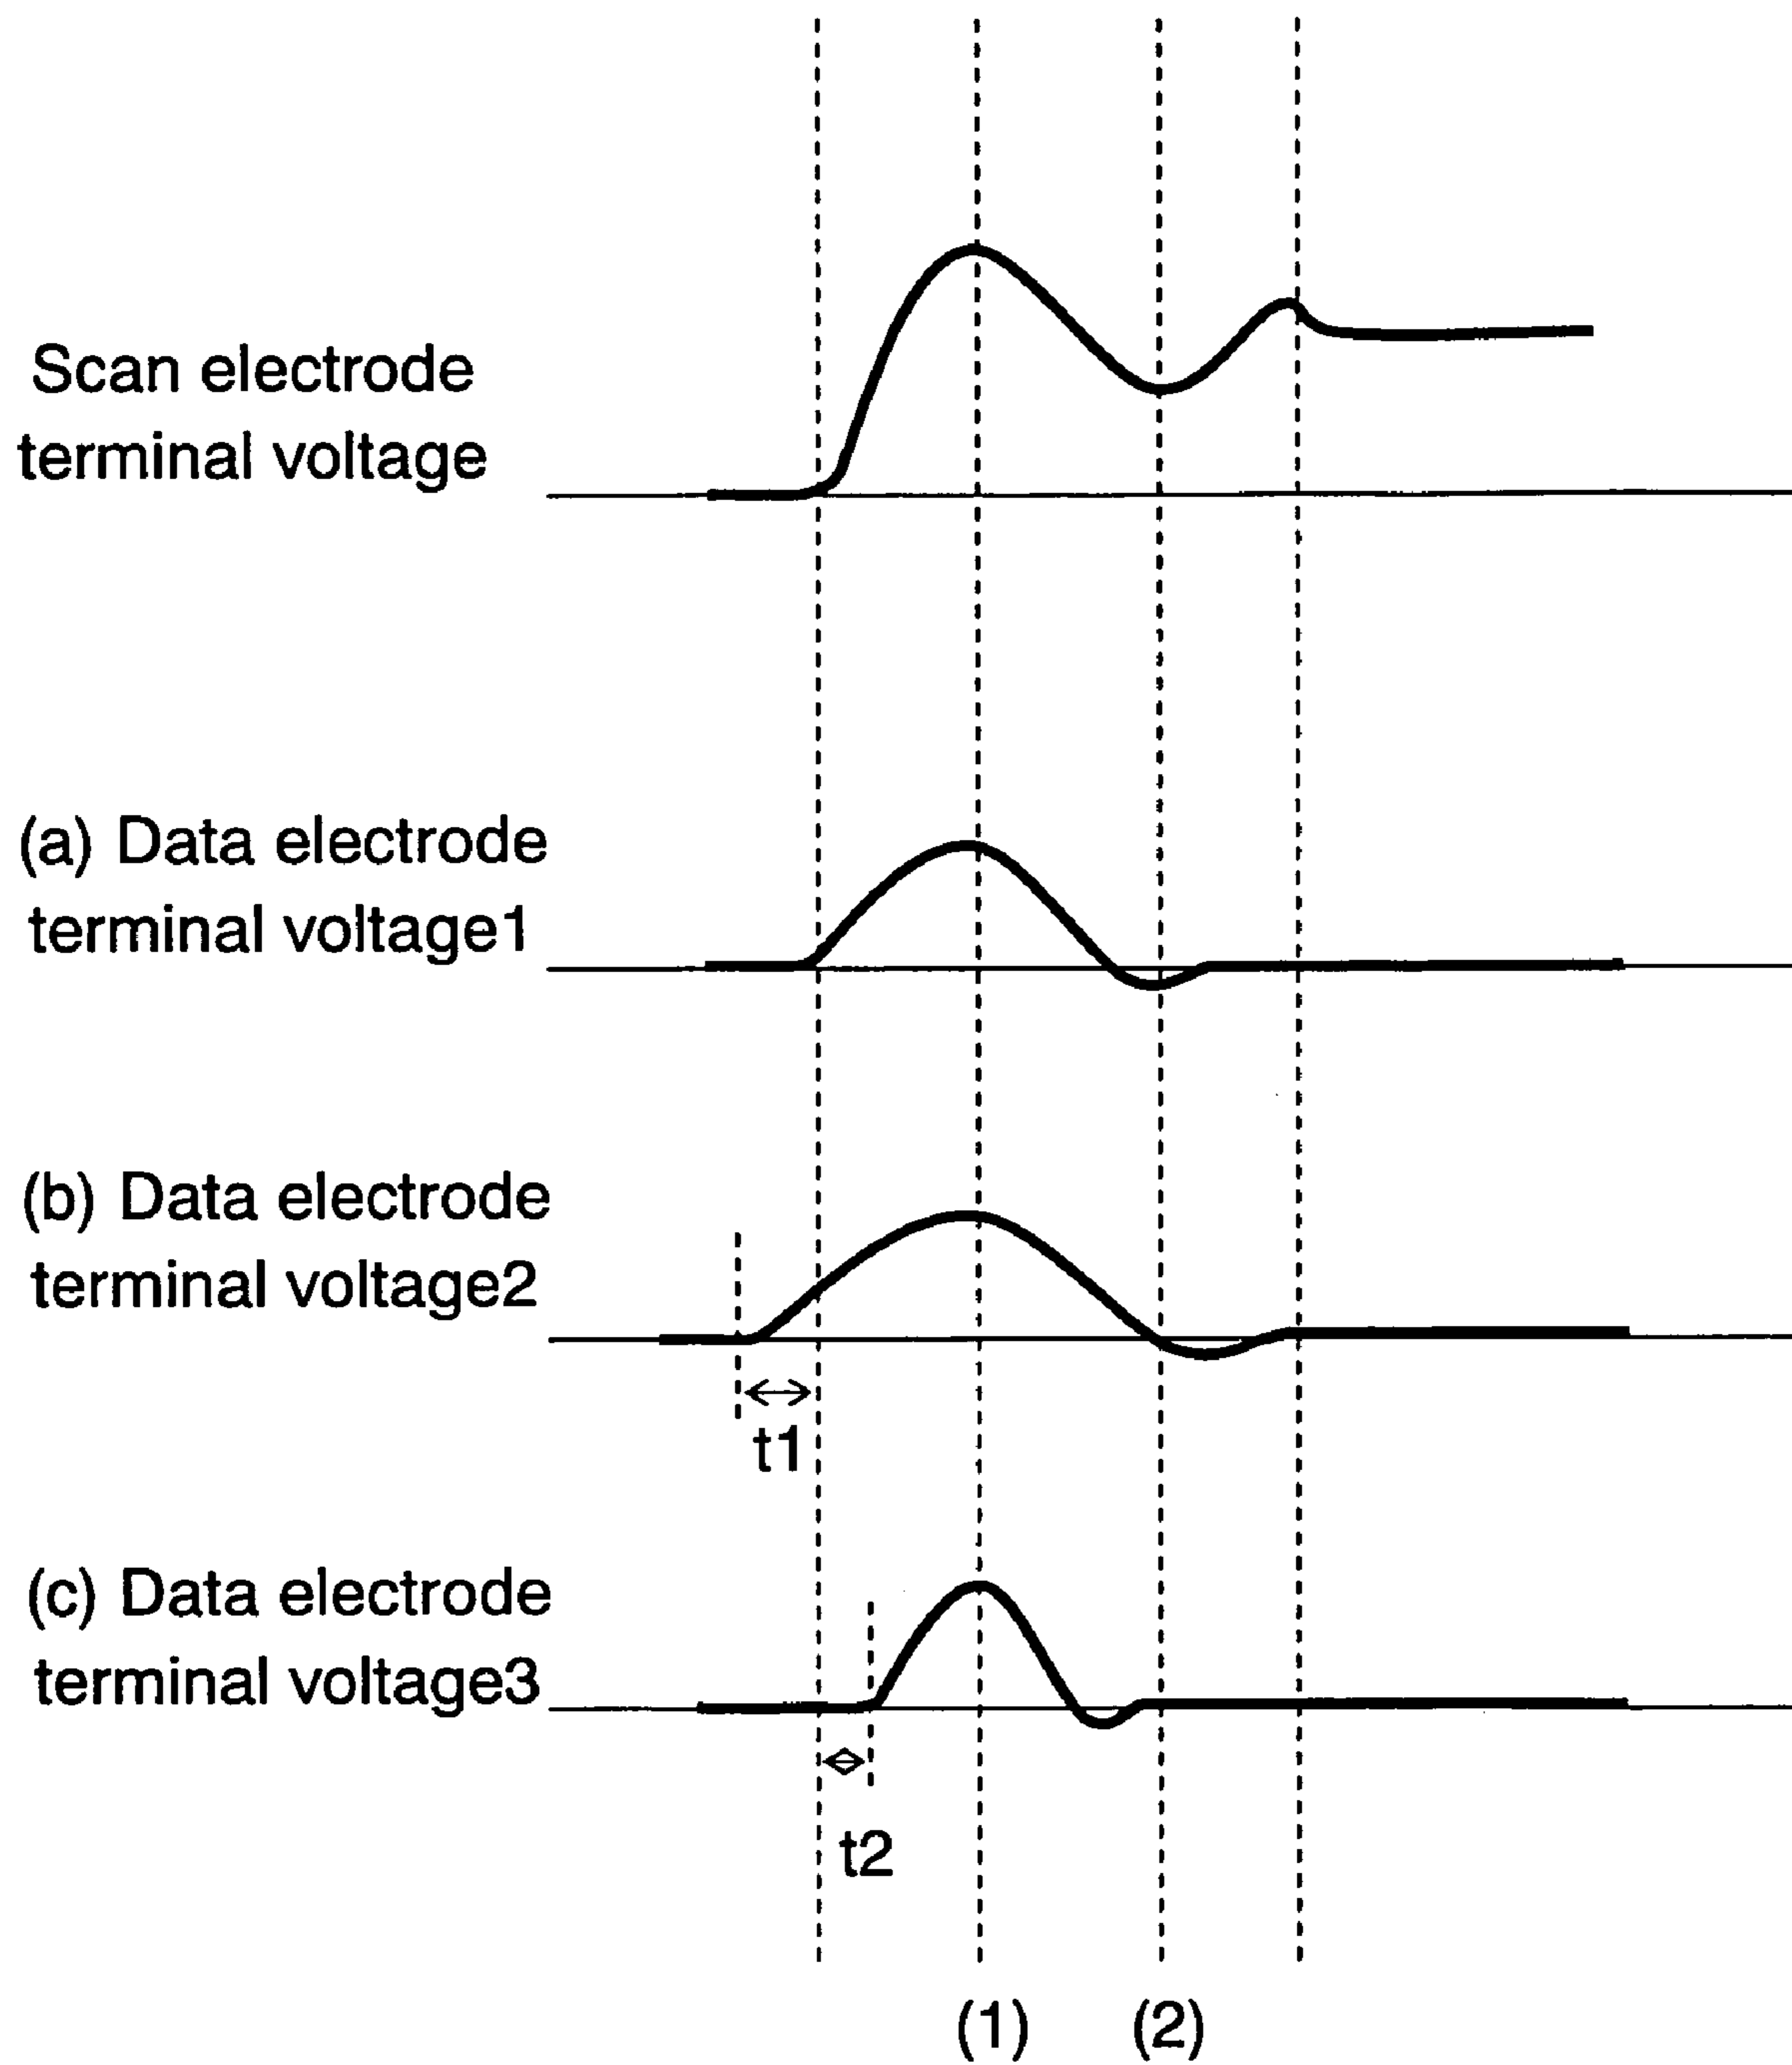 Scan electrode
terminal voltage
(a) Data electrode
terminal voltage1
(b) Data electrode
terminal voltage2
t1
(c) Data electrode
terminal voltage3
t2
(1) (2)